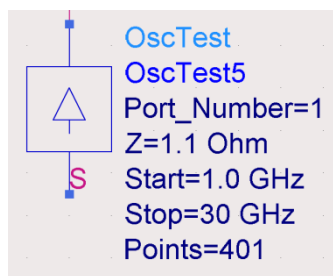 OscTest
OscTest5
Port_Number=1
Z=1.1 Ohm
Start=1.0 GHz
S
Stop=30 GHz
Points=401